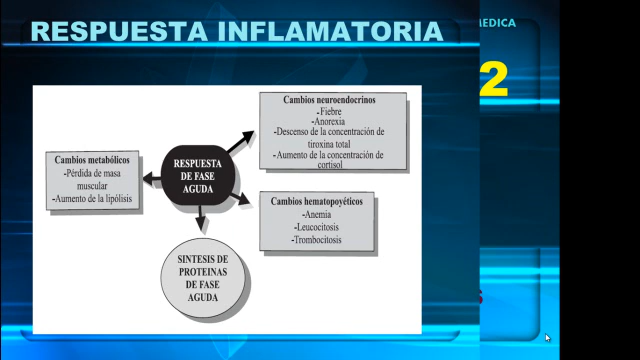 RESPUESTA INFLAMATORIA
MEDICA
2
Cambios neuroendocrinos
-Fiebre
-Anorexia
-Descenso de la concentración de
tiroxina total
-Aumento de la concentración de
cortisol
Cambios metabólicos
-Pérdida de masa
muscular
-Aumento de la lipólisis
RESPUESTA
DE FASE
AGUDA
Cambios hematopoyéticos
-Anemia
-Leucocitosis
-Trombocitosis
SINTESIS DE
PROTEINAS
DE FASE
AGUDA